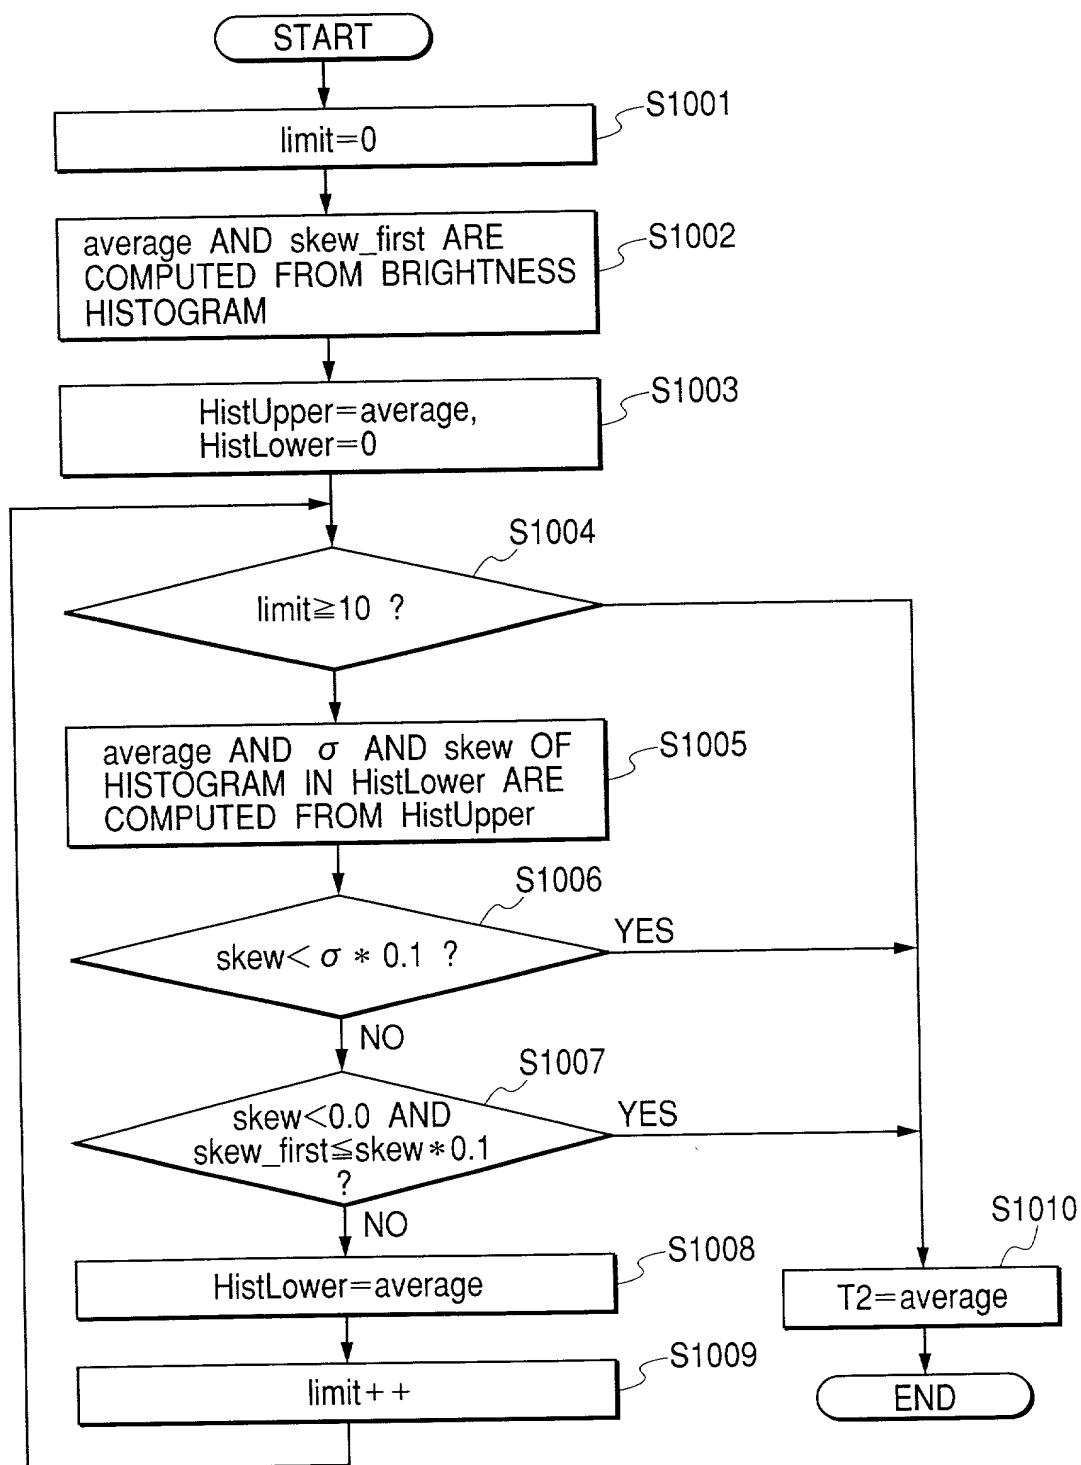 START
S1001
limit=0
S1002
average AND skew_first ARE
COMPUTED FROM BRIGHTNESS
HISTOGRAM
S1003
HistUpper=average,
HistLower=0
S1004
limit≧10 ?
S1005
average AND σ AND skew OF
HISTOGRAM IN HistLower ARE
COMPUTED FROM HistUpper
S1006
skew< σ * 0.1 ?
YES
NO
S1007
skew<0.0 AND
skew_first≦skew*0.1
?
YES
NO
S1008
HistLower=average
S1009
limit++
S1010
T2=average
END